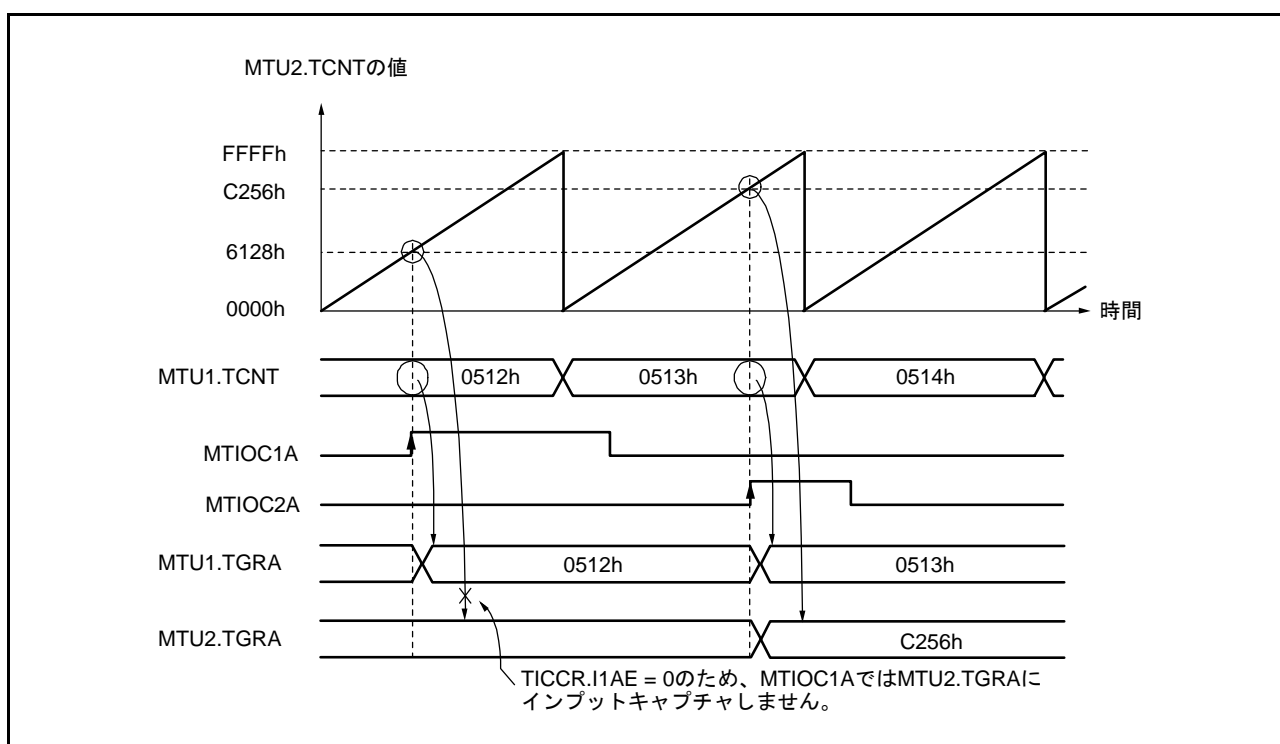 MTU2.TCNTの値
FFFFh
C256h
6128h
0000h
時間
MTU1.TCNT
0512h
0513h
0514h
MTIOC1A
MTIOC2A
MTU1.TGRA
0512h
0513h
MTU2.TGRA
C256h
TICCR.I1AE = 0のため、MTIOC1AではMTU2.TGRAに
インプットキャプチャしません。